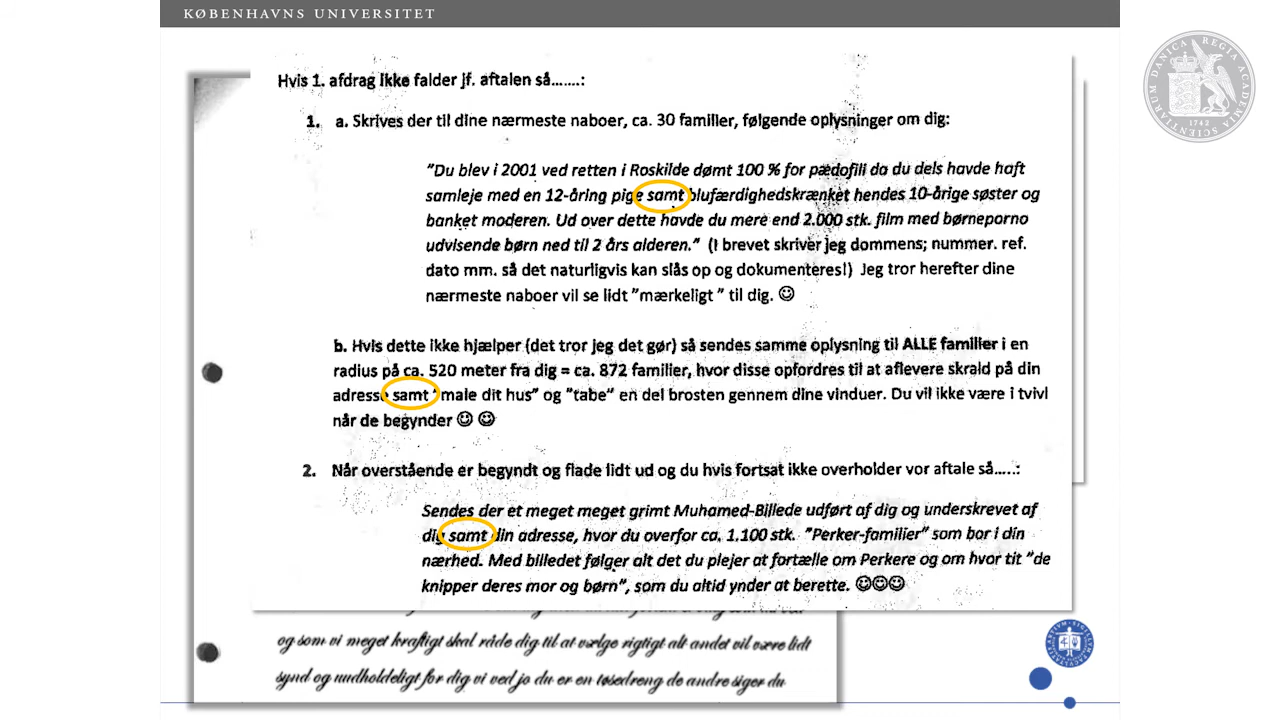 KØBENHAVNS UNIVERSITET
Hvis 1. afdrag ikke falder jf. aftalen så.......:
1. a. Skrives der til dine nærmeste naboer, ca. 30 familier, følgende oplysninger om dig:
"Du blev i 2001 ved retten i Roskilde dømt 100 % for pædofili da du dels havde haft
samleje med en 12-åring pige samt blufærdighedskrænket hendes 10-årige søster og
banket moderen. Ud over dette havde du mere end 2.000 stk. film med børneporno
udvisende børn ned til 2 års alderen." (I brevet skriver jeg dommens; nummer. ref.
dato mm. så det naturligvis kan slås op og dokumenteres!) Jeg tror herefter dine
nærmeste naboer vil se lidt "mærkeligt " til dig. ☺
b. Hvis dette ikke hjælper (det tror jeg det gør) så sendes samme oplysning til ALLE familier i en
radius på ca. 520 meter fra dig = ca. 872 familier, hvor disse opfordres til at aflevere skrald på din
adresse samt "male dit hus" og "tabe" en del brosten gennem dine vinduer. Du vil ikke være i tvivl
når de begynder ☺ ☺
2. Når overstående er begyndt og flade lidt ud og du hvis fortsat ikke overholder vor aftale så.....:
Sendes der et meget meget grimt Muhamed-Billede udført af dig og underskrevet af
dig samt din adresse, hvor du overfor ca. 1.100 stk. "Perker-familier" som bor i din
nærhed. Med billedet følger alt det du plejer at fortælle om Perkere og om hvor tit "de
knipper deres mor og børn", som du altid ynder at berette. ☺☺☺
og som vi meget kraftigt skal råde dig til at vælge rigtigt alt andet vil være lidt
synd og uudholdeligt for dig vi ved jo du er en tøsedreng de andre siger du
REGIA ACADEMIA SCIENTIARUM DANICA
1742